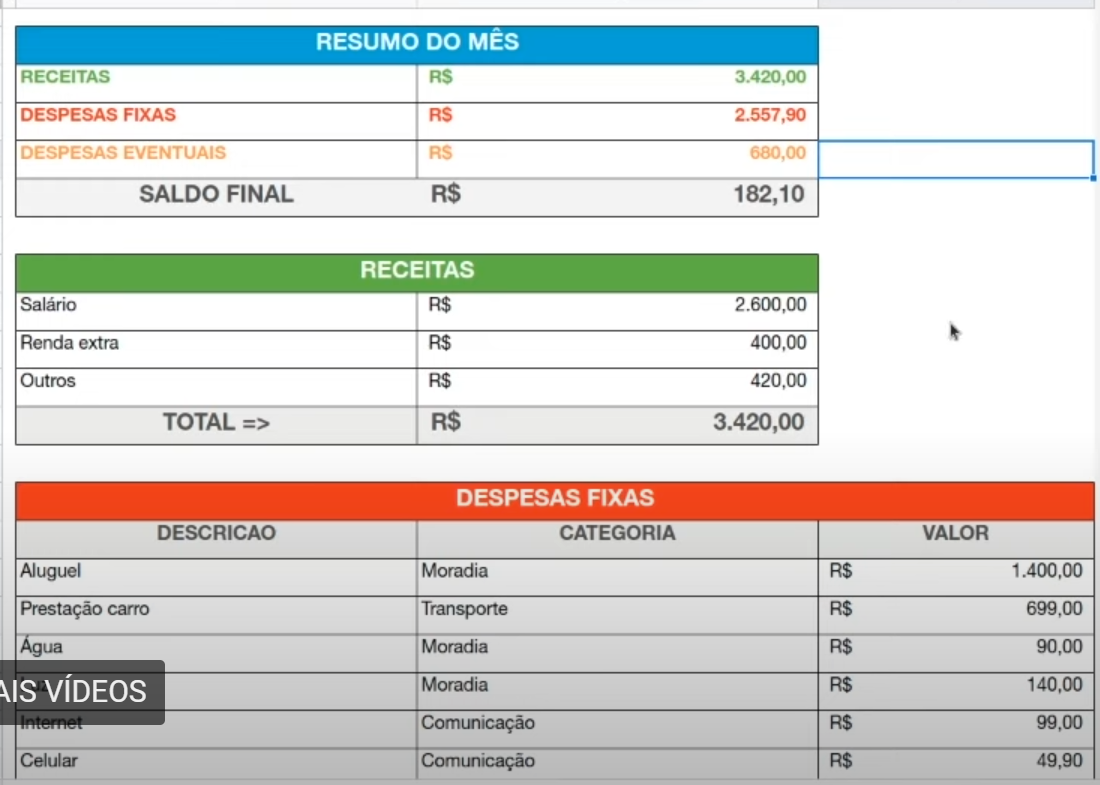 RESUMO DO MÊS
RECEITAS R$ 3.420,00
DESPESAS FIXAS R$ 2.557,90
DESPESAS EVENTUAIS R$ 680,00
SALDO FINAL R$ 182,10
RECEITAS
Salário R$ 2.600,00
Renda extra R$ 400,00
Outros R$ 420,00
TOTAL => R$ 3.420,00
DESPESAS FIXAS
DESCRICAO CATEGORIA VALOR
Aluguel Moradia R$ 1.400,00
Prestação carro Transporte R$ 699,00
Água Moradia R$ 90,00
AIS VÍDEOS Moradia R$ 140,00
Internet Comunicação R$ 99,00
Celular Comunicação R$ 49,90